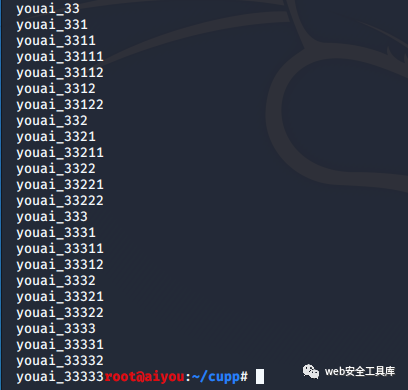 youai_33
youai_331
youai_3311
youai_33111
youai_33112
youai_3312
youai_33122
youai_332
youai_3321
youai_33211
youai_3322
youai_33221
youai_33222
youai_333
youai_3331
youai_33311
youai_33312
youai_3332
youai_33321
youai_33322
youai_3333
youai_33331
youai_33332
youai_33333root@aiyou:~/cupp#
web安全工具库